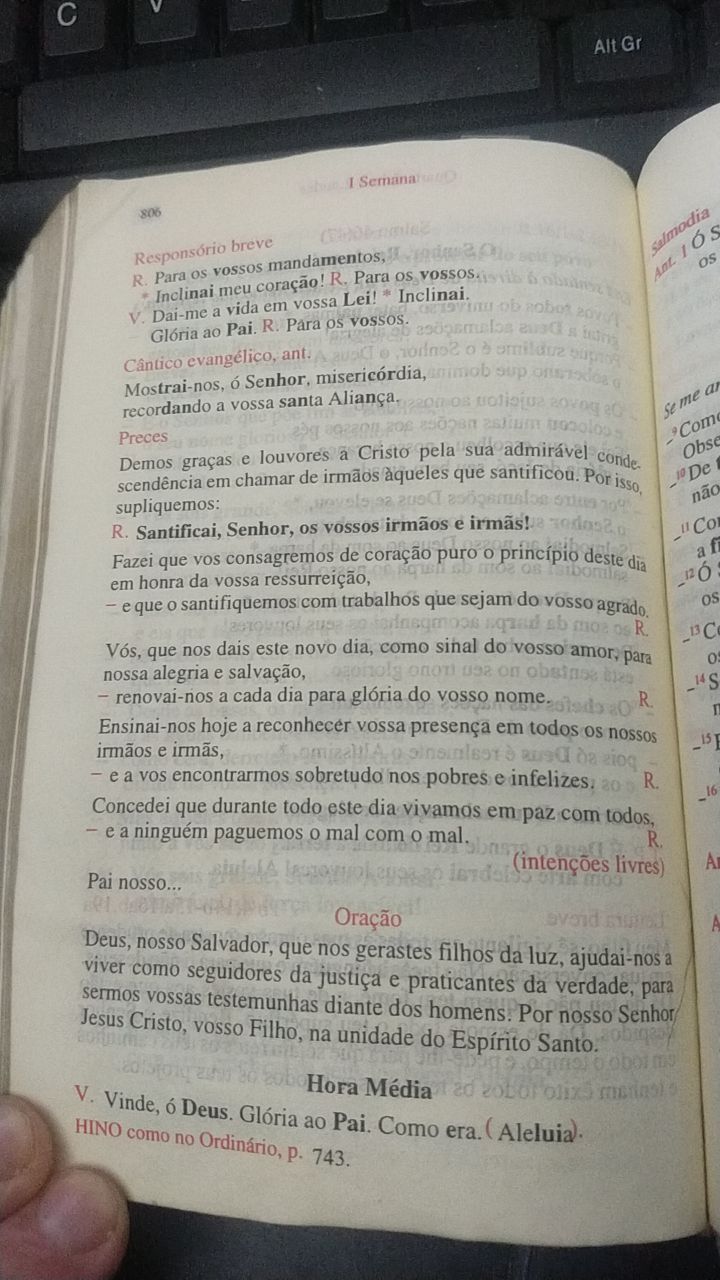 C
V
Alt Gr
I Semana
806
Responsório breve
R. Para os vossos mandamentos,
* Inclinai meu coração! R. Para os vossos.
V. Dai-me a vida em vossa Lei! * Inclinai.
Glória ao Pai. R. Para os vossos.
Cântico evangélico, ant.
Mostrai-nos, ó Senhor, misericórdia,
recordando a vossa santa Aliança.
Preces
Demos graças e louvores a Cristo pela sua admirável conde-
scendência em chamar de irmãos àqueles que santificou. Por isso,
supliquemos:
R. Santificai, Senhor, os vossos irmãos e irmãs!
Fazei que vos consagremos de coração puro o princípio deste dia
em honra da vossa ressurreição,
– e que o santifiquemos com trabalhos que sejam do vosso agrado.
R.
Vós, que nos dais este novo dia, como sinal do vosso amor, para
nossa alegria e salvação,
– renovai-nos a cada dia para glória do vosso nome. R.
Ensinai-nos hoje a reconhecer vossa presença em todos os nossos
irmãos e irmãs,
– e a vos encontrarmos sobretudo nos pobres e infelizes. R.
Concedei que durante todo este dia vivamos em paz com todos,
– e a ninguém paguemos o mal com o mal. R.
(intenções livres)
Pai nosso...
Oração
Deus, nosso Salvador, que nos gerastes filhos da luz, ajudai-nos a
viver como seguidores da justiça e praticantes da verdade, para
sermos vossas testemunhas diante dos homens. Por nosso Senhor
Jesus Cristo, vosso Filho, na unidade do Espírito Santo.
Hora Média
V. Vinde, ó Deus. Glória ao Pai. Como era. (Aleluia).
HINO como no Ordinário, p. 743.
Salmodia
Ant. 1 Ó S
os
Se me
9 Como
Obse
10 De
não
11
12 Ó
os
13
14 S
15
16